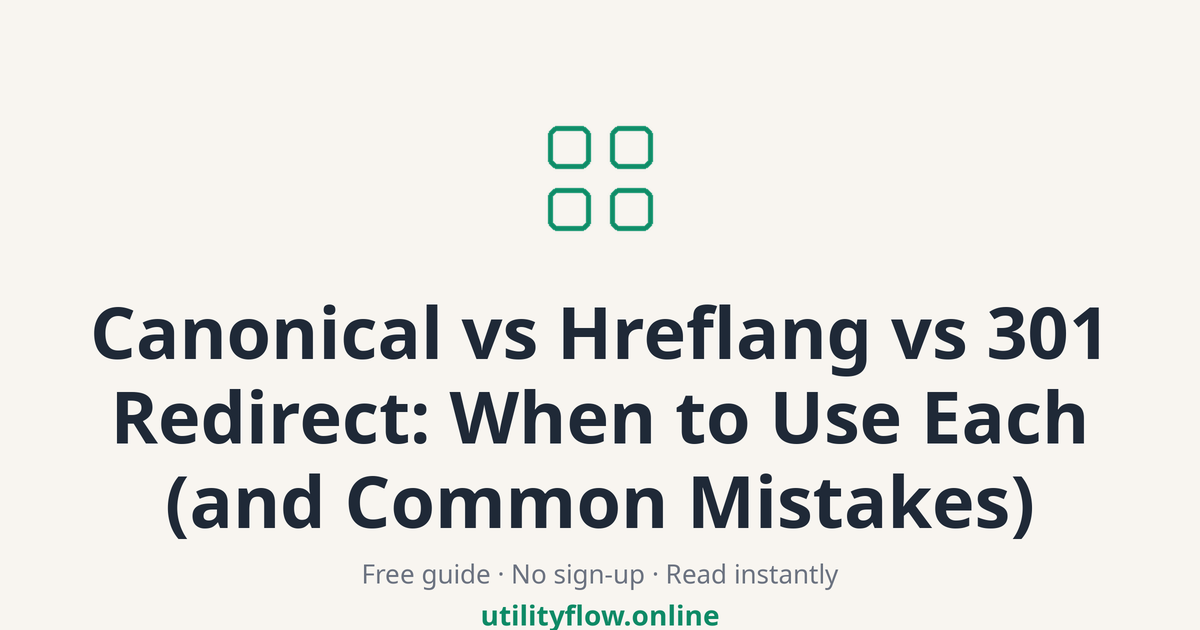 Canonical vs Hreflang vs 301
Redirect: When to Use Each
(and Common Mistakes)
Free guide · No sign-up · Read instantly
utilityflow.online